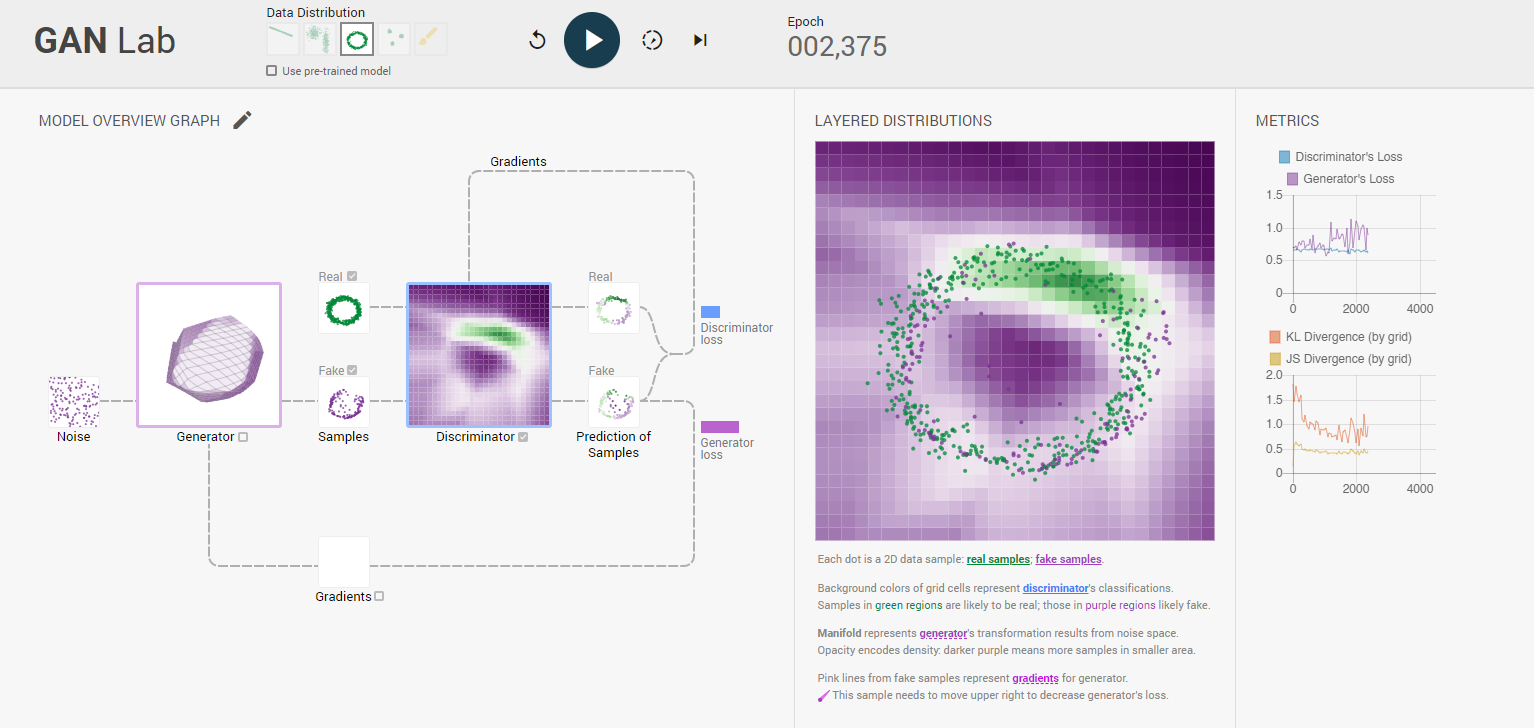 GAN Lab
Data Distribution
Use pre-trained model
Epoch
002,375
MODEL OVERVIEW GRAPH
Gradients
Real
Fake
Noise
Generator
Samples
Discriminator
Real
Fake
Prediction of
Samples
Discriminator
loss
Generator
loss
Gradients
LAYERED DISTRIBUTIONS
Each dot is a 2D data sample: real samples; fake samples.
Background colors of grid cells represent discriminator's classifications.
Samples in green regions are likely to be real; those in purple regions likely fake.
Manifold represents generator's transformation results from noise space.
Opacity encodes density: darker purple means more samples in smaller area.
Pink lines from fake samples represent gradients for generator.
This sample needs to move upper right to decrease generator's loss.
METRICS
Discriminator's Loss
Generator's Loss
1.5
1.0
0.5
0
0 2000 4000
KL Divergence (by grid)
JS Divergence (by grid)
2.0
1.5
1.0
0.5
0
0 2000 4000